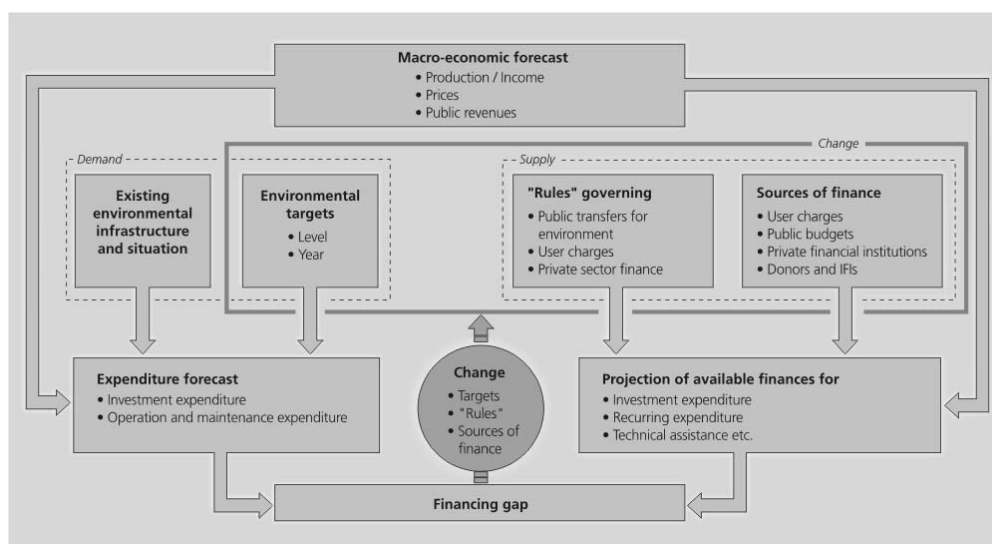 Macro-economic forecast
• Production / Income
• Prices
• Public revenues
Demand
Change
Supply
Existing
environmental
infrastructure
and situation
Environmental
targets
• Level
• Year
"Rules" governing
• Public transfers for
environment
• User charges
• Private sector finance
Sources of finance
• User charges
• Public budgets
• Private financial institutions
• Donors and IFIs
Expenditure forecast
• Investment expenditure
• Operation and maintenance expenditure
Change
• Targets
• "Rules"
• Sources of
finance
Projection of available finances for
• Investment expenditure
• Recurring expenditure
• Technical assistance etc.
Financing gap